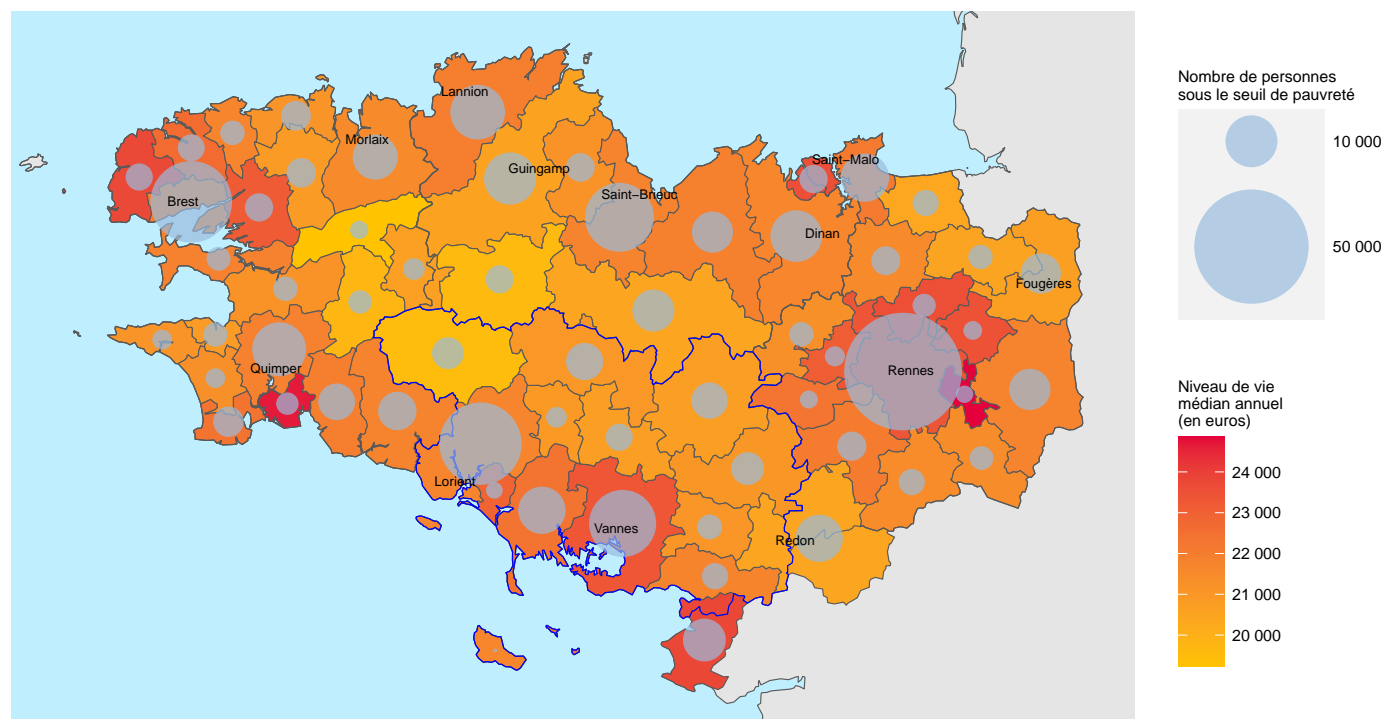 Lannion
Morlaix
Guingamp
Saint−Malo
Saint−Brieuc
Brest
Dinan
Fougères
Quimper
Rennes
Lorient
Vannes
Redon
Nombre de personnes
sous le seuil de pauvreté
10 000
50 000
Niveau de vie
médian annuel
(en euros)
24 000
23 000
22 000
21 000
20 000